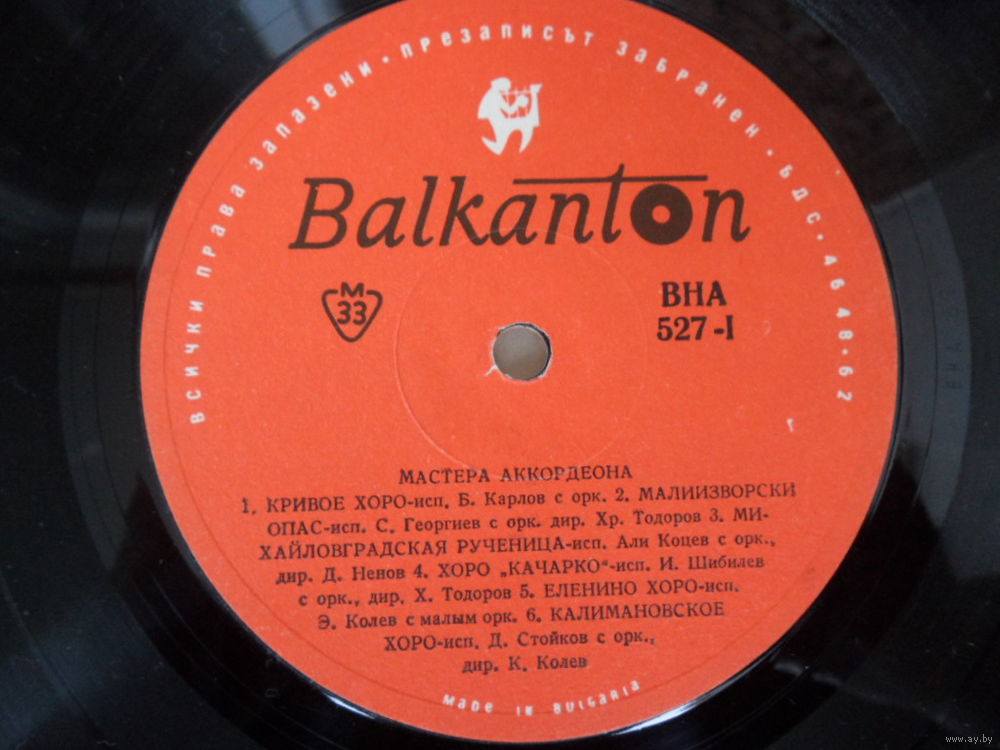 ВСИЧКИ ПРАВА ЗАПАЗЕНИ · ПРЕЗАПИСЪТ ЗАБРАНЕН · БДС · 4648-62
Balkanton
М
33
ВНА
527-I
МАСТЕРА АККОРДЕОНА
1. КРИВОЕ ХОРО-исп. Б. Карлов с орк. 2. МАЛИИЗВОРСКИ
ОПАС-исп. С. Георгиев с орк. дир. Хр. Тодоров 3. МИ-
ХАЙЛОВГРАДСКАЯ РУЧЕНИЦА-исп. Али Коцев с орк.,
дир. Д. Ненов 4. ХОРО „КАЧАРКО“-исп. И. Шибилев
с орк., дир. Х. Тодоров 5. ЕЛЕНИНО ХОРО-исп.
Э. Колев с малым орк. 6. КАЛИМАНОВСКОЕ
ХОРО-исп. Д. Стойков с орк.,
дир. К. Колев
MADE IN BULGARIA
www.ay.by